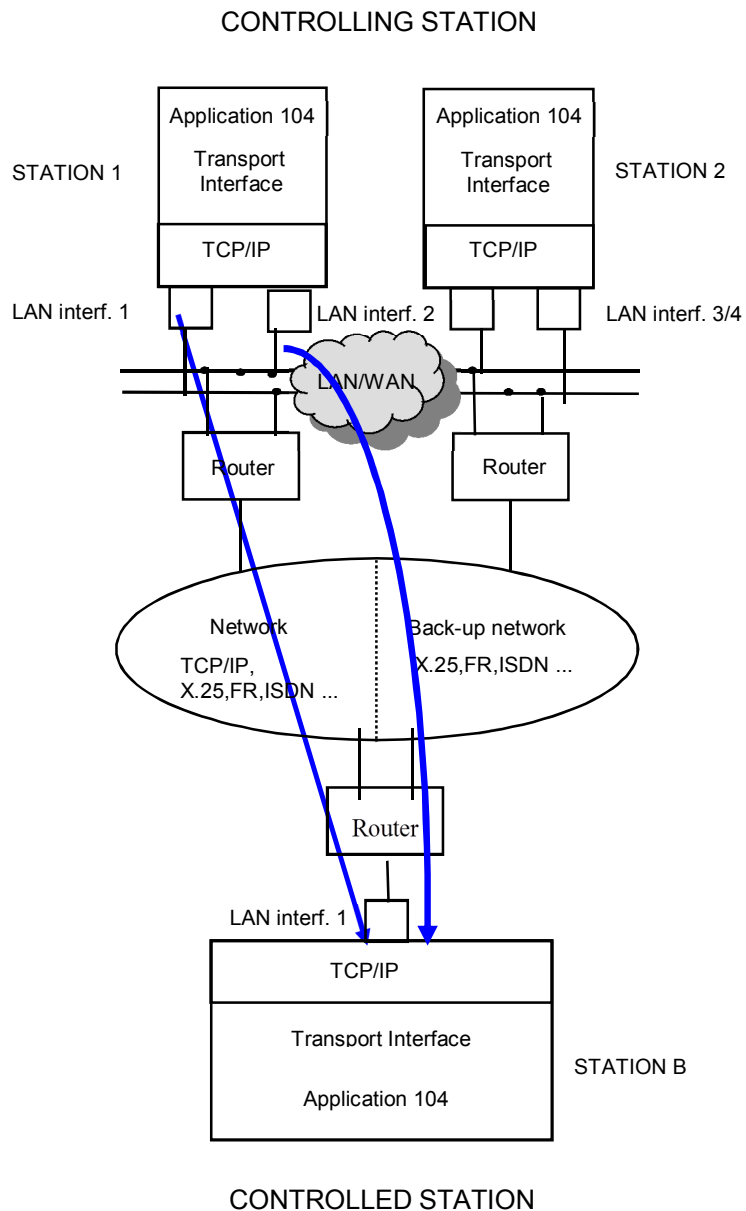 CONTROLLING STATION
Application 104
Transport
Interface
TCP/IP
STATION 1
Application 104
Transport
Interface
TCP/IP
STATION 2
LAN interf. 1
LAN interf. 2
LAN interf. 3/4
LAN/WAN
Router
Router
Network
TCP/IP,
X.25,FR,ISDN ...
Back-up network
X.25,FR,ISDN ...
Router
LAN interf. 1
TCP/IP
Transport Interface
Application 104
STATION B
CONTROLLED STATION